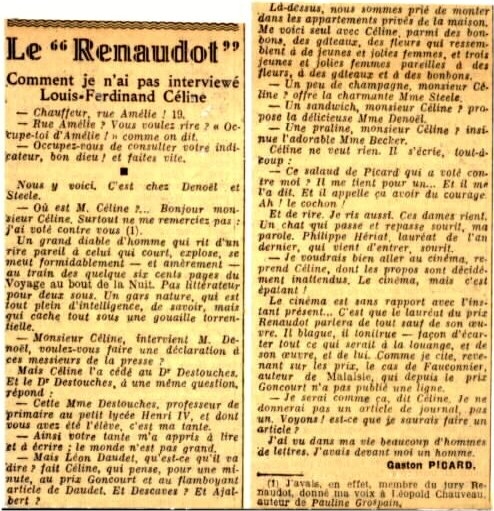 Le "Renaudot"
Comment je n'ai pas interviewé
Louis-Ferdinand Céline
— Chauffeur, rue Amélie ! 19.
— Rue Amélie ? Vous voulez rire ? « Oc-
cupe-toi d'Amélie ? » comme on dit.
— Occupez-vous de consulter votre indi-
cateur, bon dieu ! et faites vite.
■
Nous y voici. C'est chez Denoël et
Steele.
— Où est M. Céline ?... Bonjour mon-
sieur Céline. Surtout ne me remerciez pas :
j'ai voté contre vous (1).
Un grand diable d'homme qui rit d'un
rire pareil à celui qui court, explose, se
meut formidablement — et amèrement —
au train des quelque six cents pages du
Voyage au bout de la Nuit. Pas littérateur
pour deux sous. Un gars nature, qui est
tout plein d'intelligence, de savoir, mais
qui cache tout sous une gouaille torren-
tielle.
— Monsieur Céline, intervient M. De-
noël, voulez-vous faire une déclaration à
ces messieurs de la presse ?
Mais Céline l'a cédé au Dr Destouches.
Et le Dr Destouches, à une même question,
répond :
— Cette Mme Destouches, professeur de
primaire au petit lycée Henri IV, et dont
vous avez été l'élève, c'est ma tante.
— Ainsi votre tante m'a appris à lire
et à écrire ; le monde n'est pas grand.
— Mais Léon Daudet, qu'est-ce qu'il va
dire ? fait Céline, qui pense, pour une mi-
nute, au prix Goncourt et au flamboyant
article de Daudet. Et Descaves ? Et Ajal-
bert ?
Là-dessus, nous sommes prié de monter
dans les appartements privés de la maison.
Me voici seul avec Céline, parmi des bon-
bons, des gâteaux, des fleurs qui ressem-
blent à de jeunes et jolies femmes, et trois
jeunes et jolies femmes pareilles à des
fleurs, à des gâteaux et à des bonbons.
— Un peu de champagne, monsieur Cé-
line ? offre la charmante Mme Steele.
— Un sandwich, monsieur Céline ? pro-
pose la délicieuse Mme Denoël.
— Une praline, monsieur Céline ? insi-
nue l'adorable Mme Becker.
Céline ne veut rien. Il s'écrie, tout-à-
coup :
— Ce salaud de Picard qui a voté con-
tre moi ? Il me tient pour un... Et il me
l'a dit. Et il appelle ça avoir du courage.
Ah ! le cochon !
Et de rire. Je ris aussi. Ces dames rient.
Un chat qui passe et repasse sourit, ma
parole. Philippe Hériat, lauréat de l'an
dernier, qui vient d'entrer, sourit.
— Je voudrais bien aller au cinéma, re-
prend Céline, dont les propos sont décidé-
ment inattendus. Le cinéma, mais c'est
épatant !
Le cinéma est sans rapport avec l'ins-
tant présent... C'est que le lauréat du prix
Renaudot parlera de tout sauf de son œu-
vre. Il blague, il tonitrue — façon d'écar-
ter tout ce qui serait à la louange, et de
son œuvre, et de lui. Comme je cite, reve-
nant sur les prix, le cas de Fauconnier,
auteur de Malaisie, qui depuis le prix
Goncourt n'a pas publié une ligne.
— Je serai comme ça, dit Céline. Je ne
donnerai pas un article de journal, pas
un. Voyons ! est-ce que je saurais faire un
article ?
J'ai vu dans ma vie beaucoup d'hommes
de lettres. J'avais devant moi un homme.
Gaston PICARD.
(1) J'avais, en effet, membre du jury Re-
naudot, donné ma voix à Léopold Chauveau,
auteur de Pauline Grospain.